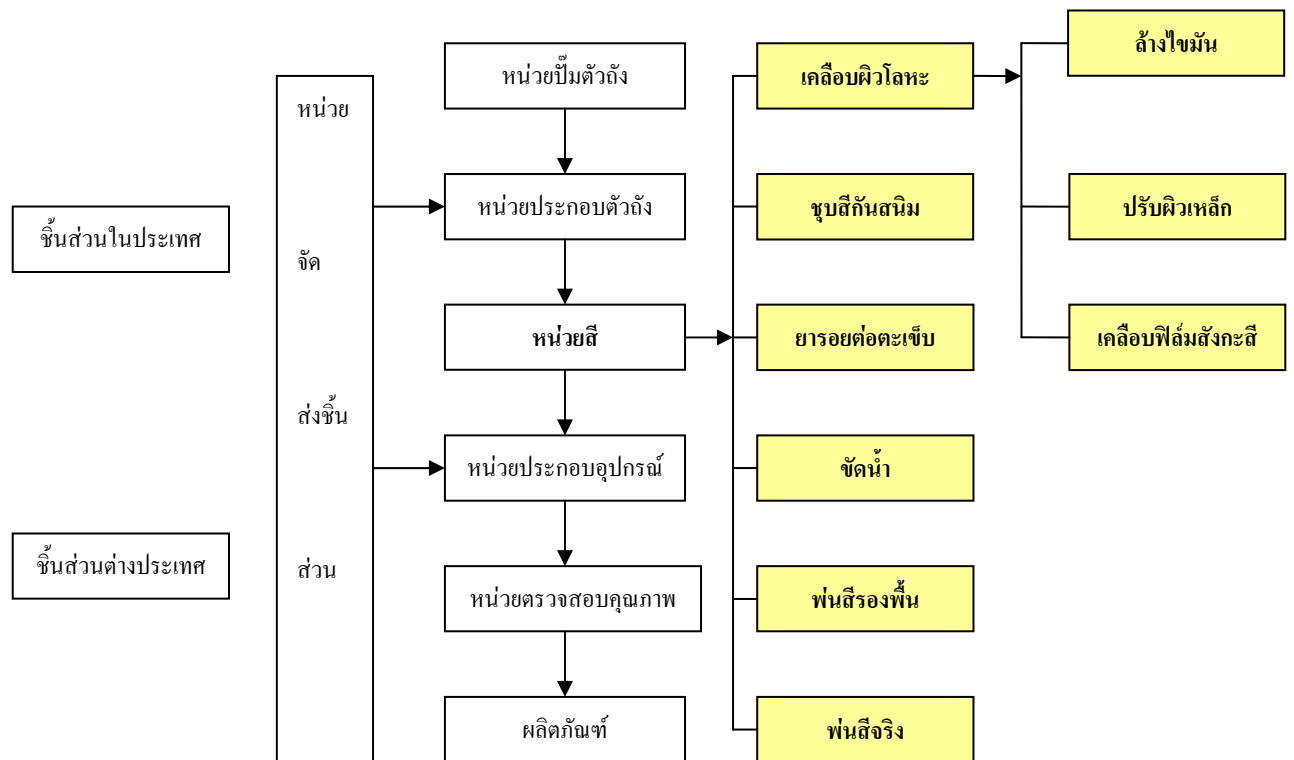 ชิ้นส่วนในประเทศ
ชิ้นส่วนต่างประเทศ
หน่วย
จัด
ส่งชิ้น
ส่วน
หน่วยปั๊มตัวถัง
หน่วยประกอบตัวถัง
หน่วยสี
หน่วยประกอบอุปกรณ์
หน่วยตรวจสอบคุณภาพ
ผลิตภัณฑ์
เคลือบผิวโลหะ
ชุบสีกันสนิม
ยารอยต่อตะเข็บ
ขัดน้ำ
พ่นสีรองพื้น
พ่นสีจริง
ล้างไขมัน
ปรับผิวเหล็ก
เคลือบฟิล์มสังกะสี